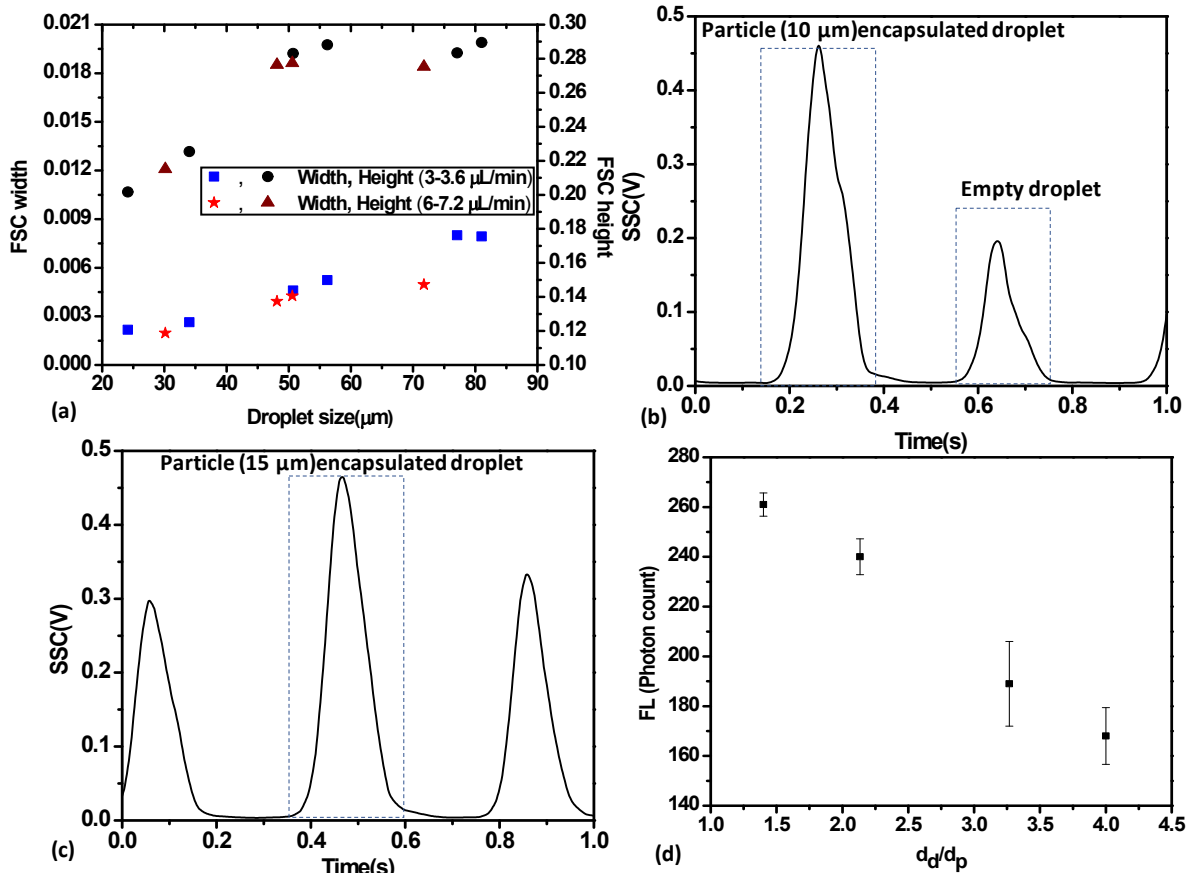 0.021
0.018
0.015
0.012
0.009
0.006
0.003
0.000
FSC width
0.30
0.28
0.26
0.24
0.22
0.20
0.18
0.16
0.14
0.12
0.10
FSC height
, Width, Height (3-3.6 µL/min)
, Width, Height (6-7.2 µL/min)
20 30 40 50 60 70 80 90
(a)
Droplet size(µm)
Particle (10 µm)encapsulated droplet
Empty droplet
0.5
0.4
0.3
0.2
0.1
0.0
SSC(V)
0.0 0.2 0.4 0.6 0.8 1.0
(b)
Time(s)
Particle (15 µm)encapsulated droplet
0.5
0.4
0.3
0.2
0.1
0.0
SSC(V)
0.0 0.2 0.4 0.6 0.8 1.0
(c)
Time(s)
280
260
240
220
200
180
160
140
FL (Photon count)
1.0 1.5 2.0 2.5 3.0 3.5 4.0 4.5
(d)
dd/dp